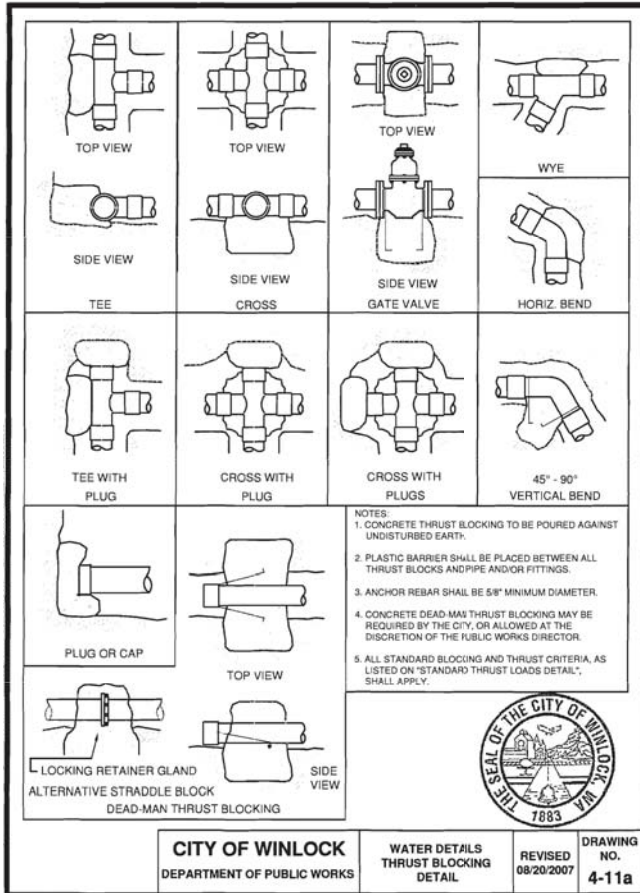 TOP VIEW
SIDE VIEW
TEE
TOP VIEW
SIDE VIEW
CROSS
TOP VIEW
SIDE VIEW
GATE VALVE
WYE
HORIZ. BEND
TEE WITH
PLUG
CROSS WITH
PLUG
CROSS WITH
PLUGS
45° - 90°
VERTICAL BEND
PLUG OR CAP
TOP VIEW
LOCKING RETAINER GLAND
ALTERNATIVE STRADDLE BLOCK
SIDE
VIEW
DEAD-MAN THRUST BLOCKING
NOTES:
1. CONCRETE THRUST BLOCKING TO BE POURED AGAINST
UNDISTURBED EARTH.
2. PLASTIC BARRIER SHALL BE PLACED BETWEEN ALL
THRUST BLOCKS AND PIPE AND/OR FITTINGS.
3. ANCHOR REBAR SHALL BE 5/8" MINIMUM DIAMETER.
4. CONCRETE DEAD-MAN THRUST BLOCKING MAY BE
REQUIRED BY THE CITY, OR ALLOWED AT THE
DISCRETION OF THE PUBLIC WORKS DIRECTOR.
5. ALL STANDARD BLOCKING AND THRUST CRITERIA, AS
LISTED ON "STANDARD THRUST LOADS DETAIL",
SHALL APPLY.
THE SEAL OF THE CITY OF WINLOCK, WA
1883
CITY OF WINLOCK
DEPARTMENT OF PUBLIC WORKS
WATER DETAILS
THRUST BLOCKING
DETAIL
REVISED
08/20/2007
DRAWING
NO.
4-11a